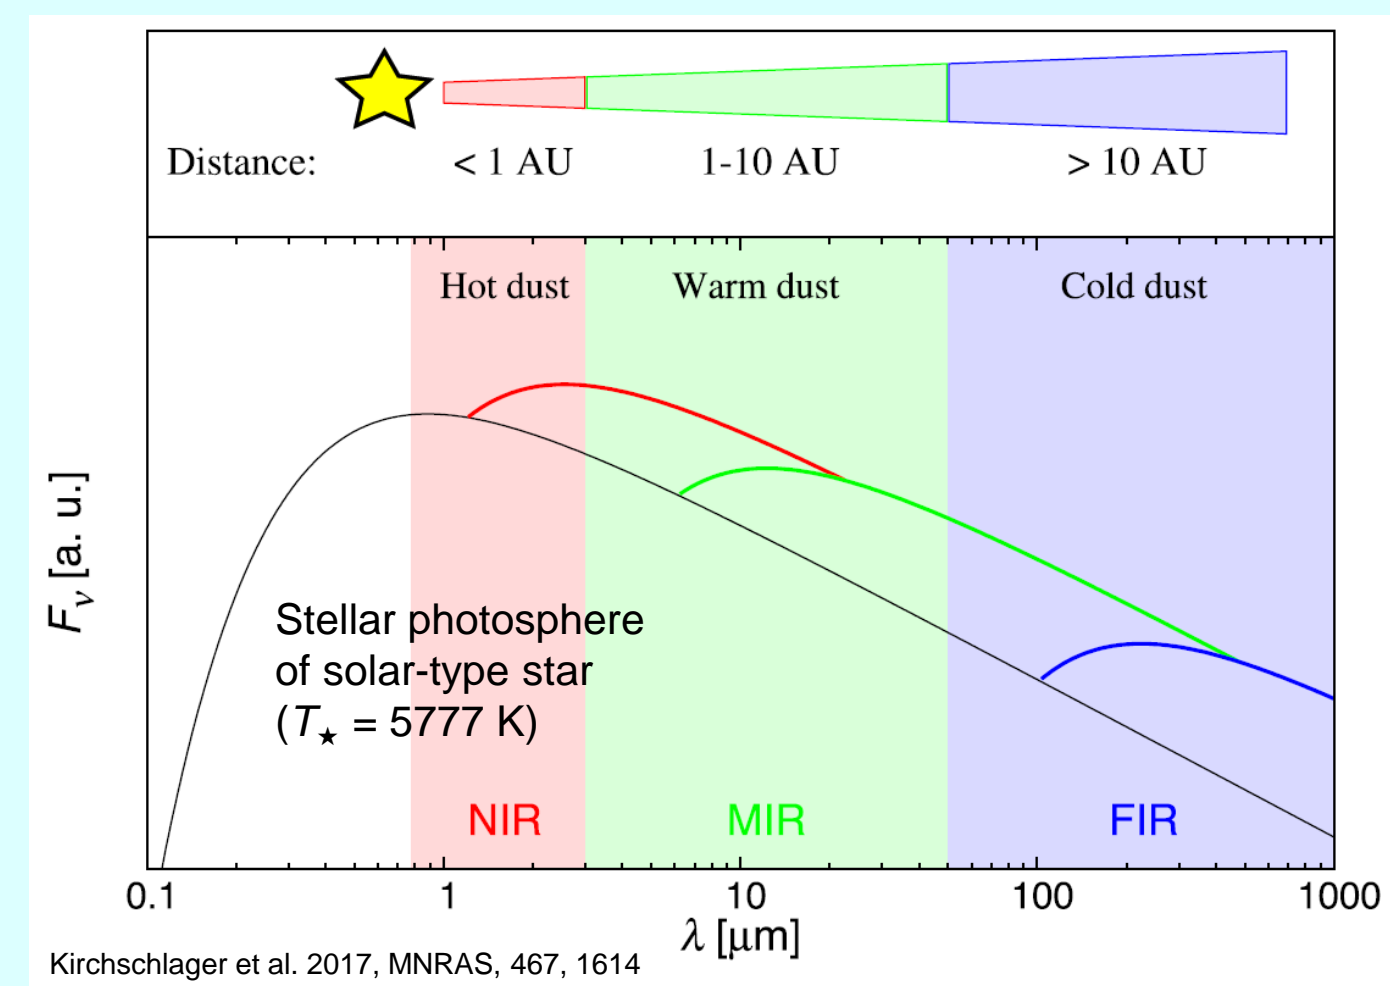 Distance: < 1 AU 1-10 AU > 10 AU
Hot dust Warm dust Cold dust
Stellar photosphere
of solar-type star
(T★ = 5777 K)
NIR MIR FIR
Fν [a. u.]
0.1 1 10 100 1000
λ [μm]
Kirchschlager et al. 2017, MNRAS, 467, 1614